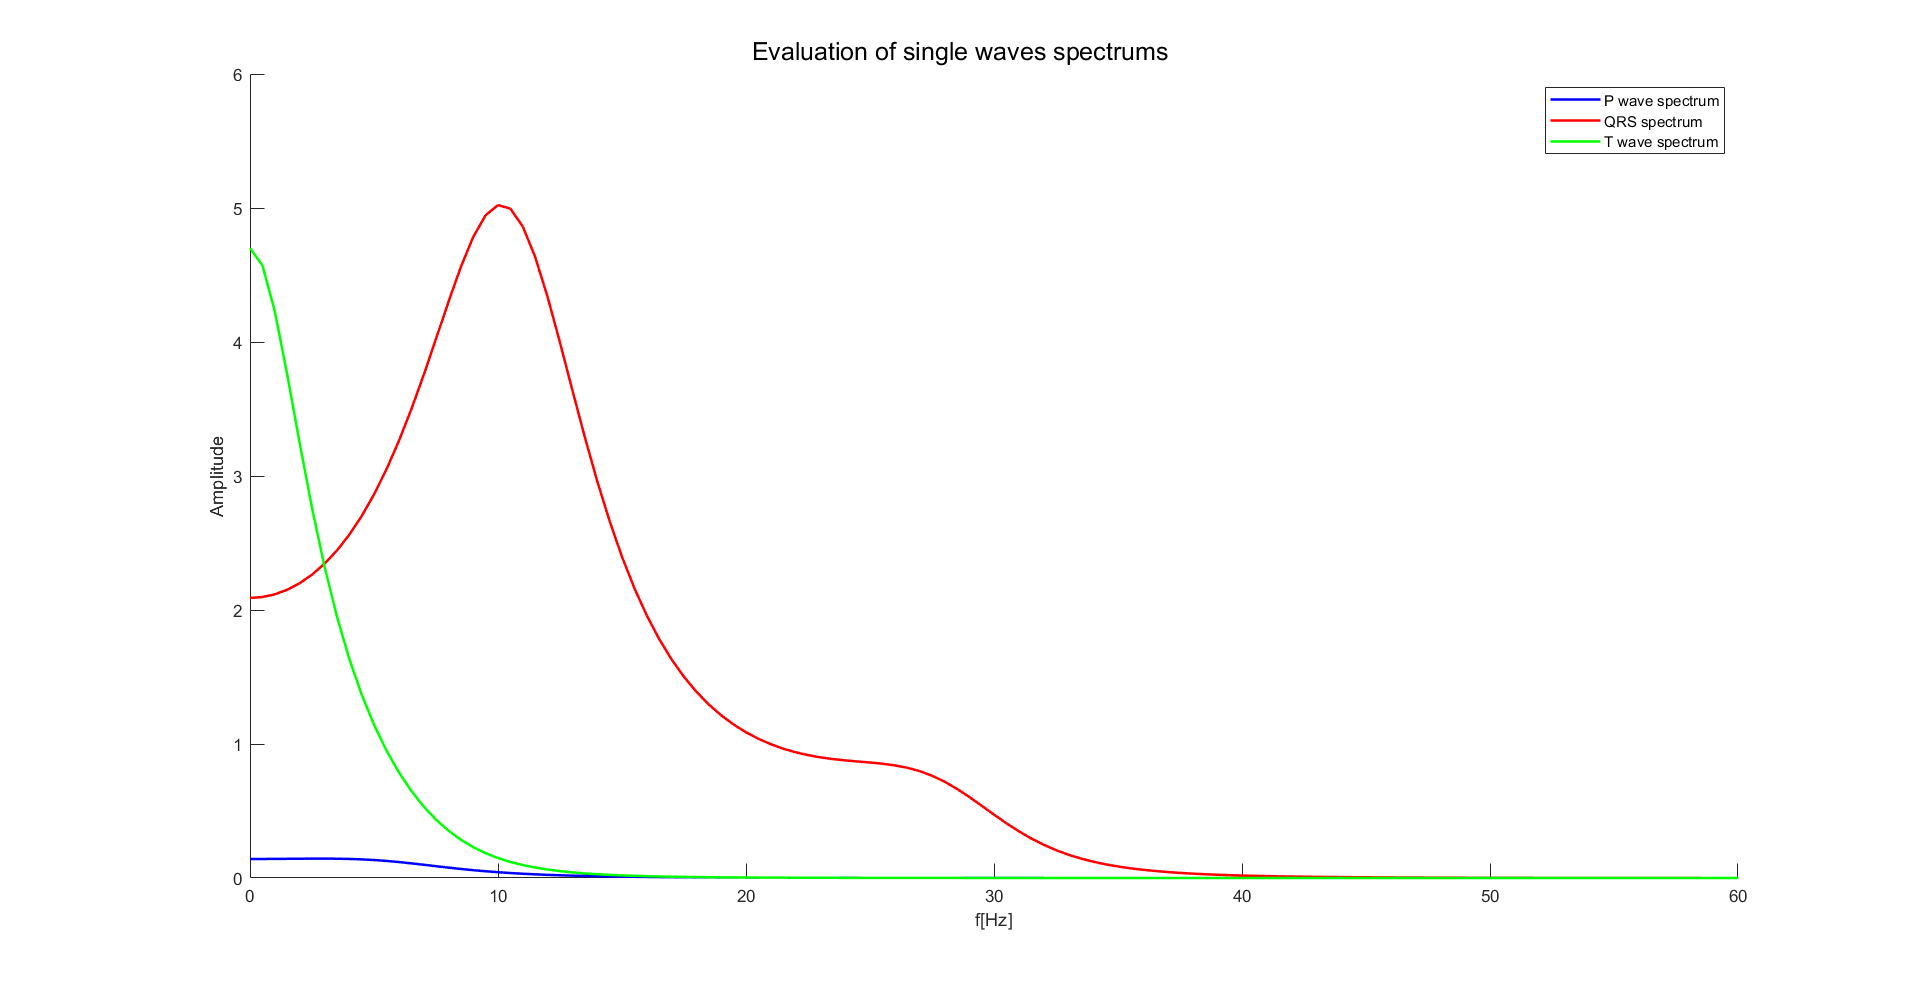 Evaluation of single waves spectrums
P wave spectrum
QRS spectrum
T wave spectrum
Amplitude
6
5
4
3
2
1
0
0 10 20 30 40 50 60
f[Hz]